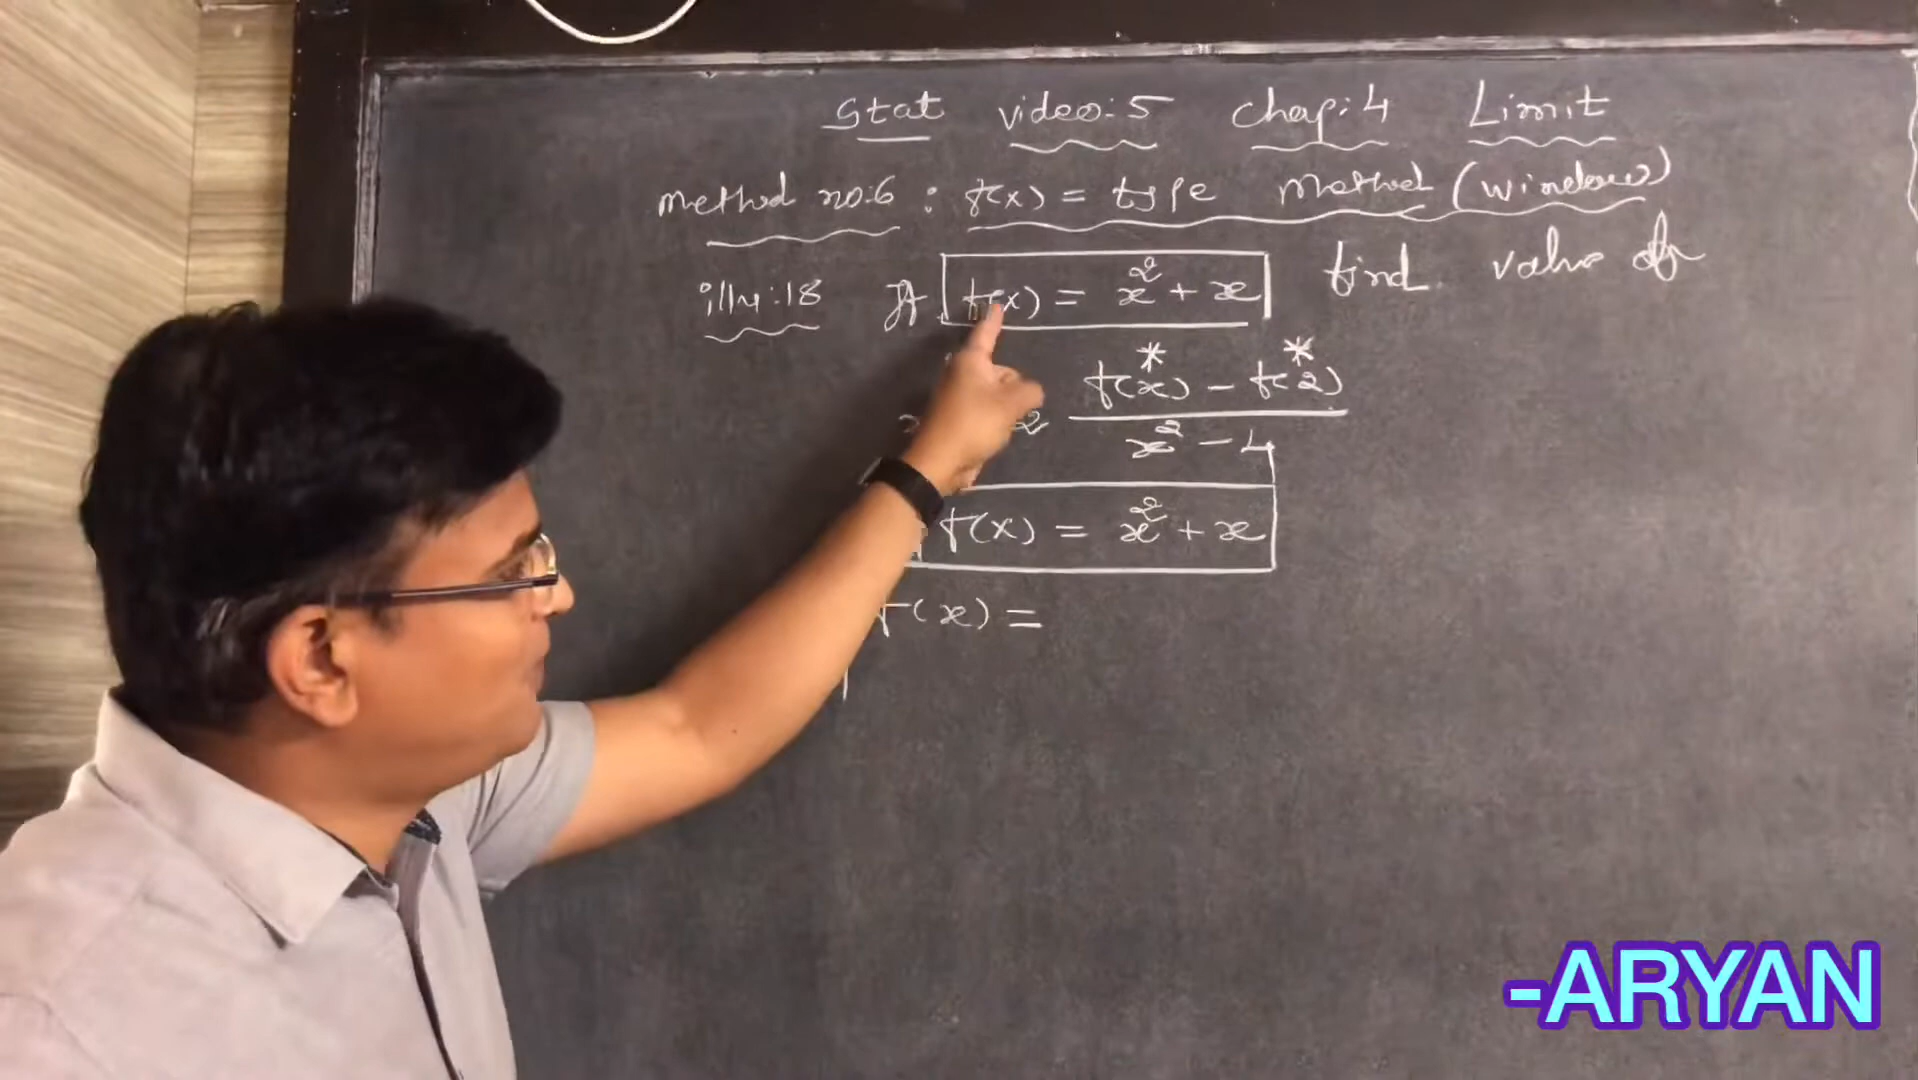 Stat video:5 Chap:4 Limit
Method no:6 : f(x) = type Method (window)
illu:18 If f(x) = x² + x find value of
* *
f(x) - f(2)
2
x² - 4
f(x) = x² + x
f(x) =
-ARYAN